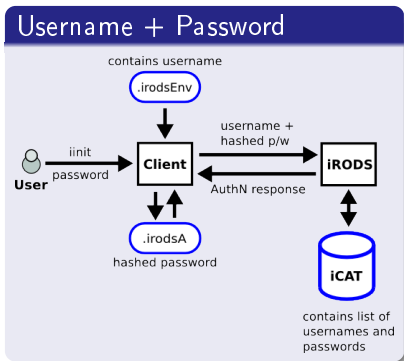 Username + Password
contains username
.irodsEnv
username +
hashed p/w
iinit
password
User
Client
iRODS
AuthN response
.irodsA
hashed password
iCAT
contains list of
usernames and
passwords